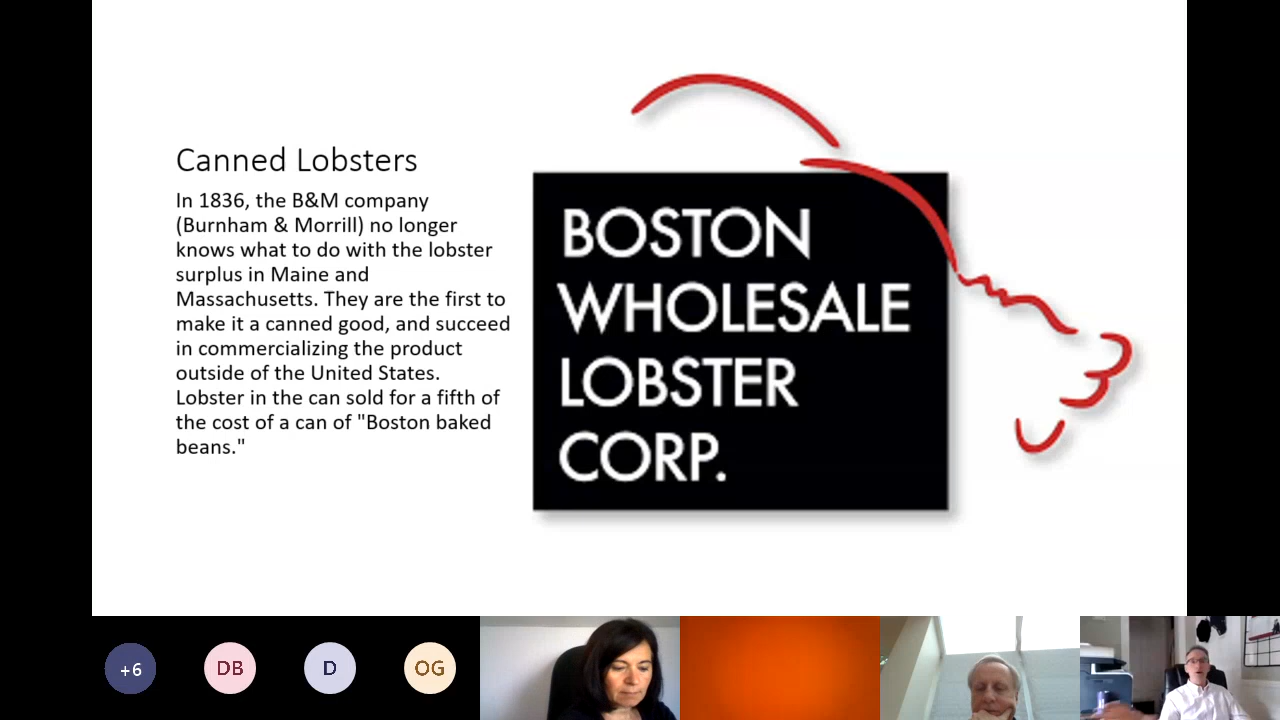 Canned Lobsters
In 1836, the B&M company
(Burnham & Morrill) no longer
knows what to do with the lobster
surplus in Maine and
Massachusetts. They are the first to
make it a canned good, and succeed
in commercializing the product
outside of the United States.
Lobster in the can sold for a fifth of
the cost of a can of "Boston baked
beans."
BOSTON
WHOLESALE
LOBSTER
CORP.
+6
DB
D
OG